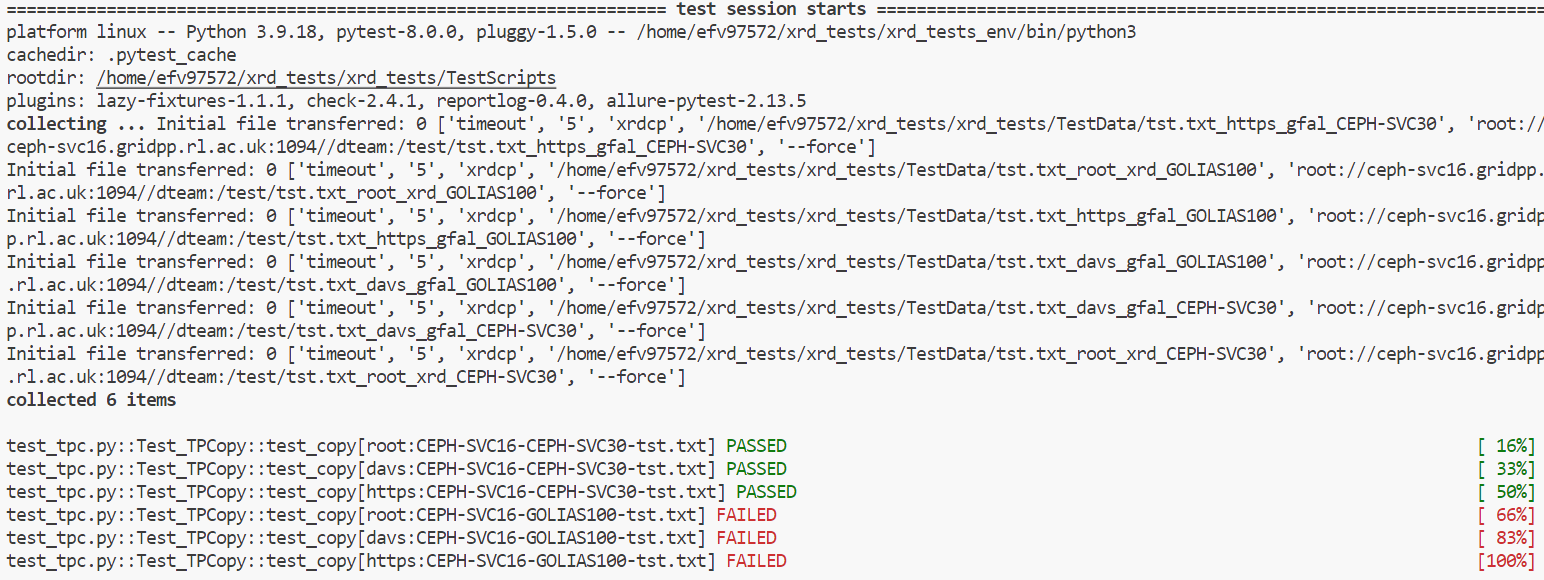 ================================================================= test session starts ==================================================================
platform linux -- Python 3.9.18, pytest-8.0.0, pluggy-1.5.0 -- /home/efv97572/xrd_tests/xrd_tests_env/bin/python3
cachedir: .pytest_cache
rootdir: /home/efv97572/xrd_tests/xrd_tests/TestScripts
plugins: lazy-fixtures-1.1.1, check-2.4.1, reportlog-0.4.0, allure-pytest-2.13.5
collecting ... Initial file transferred: 0 ['timeout', '5', 'xrdcp', '/home/efv97572/xrd_tests/xrd_tests/TestData/tst.txt_https_gfal_CEPH-SVC30', 'root://
ceph-svc16.gridpp.rl.ac.uk:1094//dteam:/test/tst.txt_https_gfal_CEPH-SVC30', '--force']
Initial file transferred: 0 ['timeout', '5', 'xrdcp', '/home/efv97572/xrd_tests/xrd_tests/TestData/tst.txt_root_xrd_GOLIAS100', 'root://ceph-svc16.gridpp.
rl.ac.uk:1094//dteam:/test/tst.txt_root_xrd_GOLIAS100', '--force']
Initial file transferred: 0 ['timeout', '5', 'xrdcp', '/home/efv97572/xrd_tests/xrd_tests/TestData/tst.txt_https_gfal_GOLIAS100', 'root://ceph-svc16.gridp
p.rl.ac.uk:1094//dteam:/test/tst.txt_https_gfal_GOLIAS100', '--force']
Initial file transferred: 0 ['timeout', '5', 'xrdcp', '/home/efv97572/xrd_tests/xrd_tests/TestData/tst.txt_davs_gfal_GOLIAS100', 'root://ceph-svc16.gridpp
.rl.ac.uk:1094//dteam:/test/tst.txt_davs_gfal_GOLIAS100', '--force']
Initial file transferred: 0 ['timeout', '5', 'xrdcp', '/home/efv97572/xrd_tests/xrd_tests/TestData/tst.txt_davs_gfal_CEPH-SVC30', 'root://ceph-svc16.gridp
p.rl.ac.uk:1094//dteam:/test/tst.txt_davs_gfal_CEPH-SVC30', '--force']
Initial file transferred: 0 ['timeout', '5', 'xrdcp', '/home/efv97572/xrd_tests/xrd_tests/TestData/tst.txt_root_xrd_CEPH-SVC30', 'root://ceph-svc16.gridpp
.rl.ac.uk:1094//dteam:/test/tst.txt_root_xrd_CEPH-SVC30', '--force']
collected 6 items

test_tpc.py::Test_TPCopy::test_copy[root:CEPH-SVC16-CEPH-SVC30-tst.txt] PASSED [ 16%]
test_tpc.py::Test_TPCopy::test_copy[davs:CEPH-SVC16-CEPH-SVC30-tst.txt] PASSED [ 33%]
test_tpc.py::Test_TPCopy::test_copy[https:CEPH-SVC16-CEPH-SVC30-tst.txt] PASSED [ 50%]
test_tpc.py::Test_TPCopy::test_copy[root:CEPH-SVC16-GOLIAS100-tst.txt] FAILED [ 66%]
test_tpc.py::Test_TPCopy::test_copy[davs:CEPH-SVC16-GOLIAS100-tst.txt] FAILED [ 83%]
test_tpc.py::Test_TPCopy::test_copy[https:CEPH-SVC16-GOLIAS100-tst.txt] FAILED [100%]